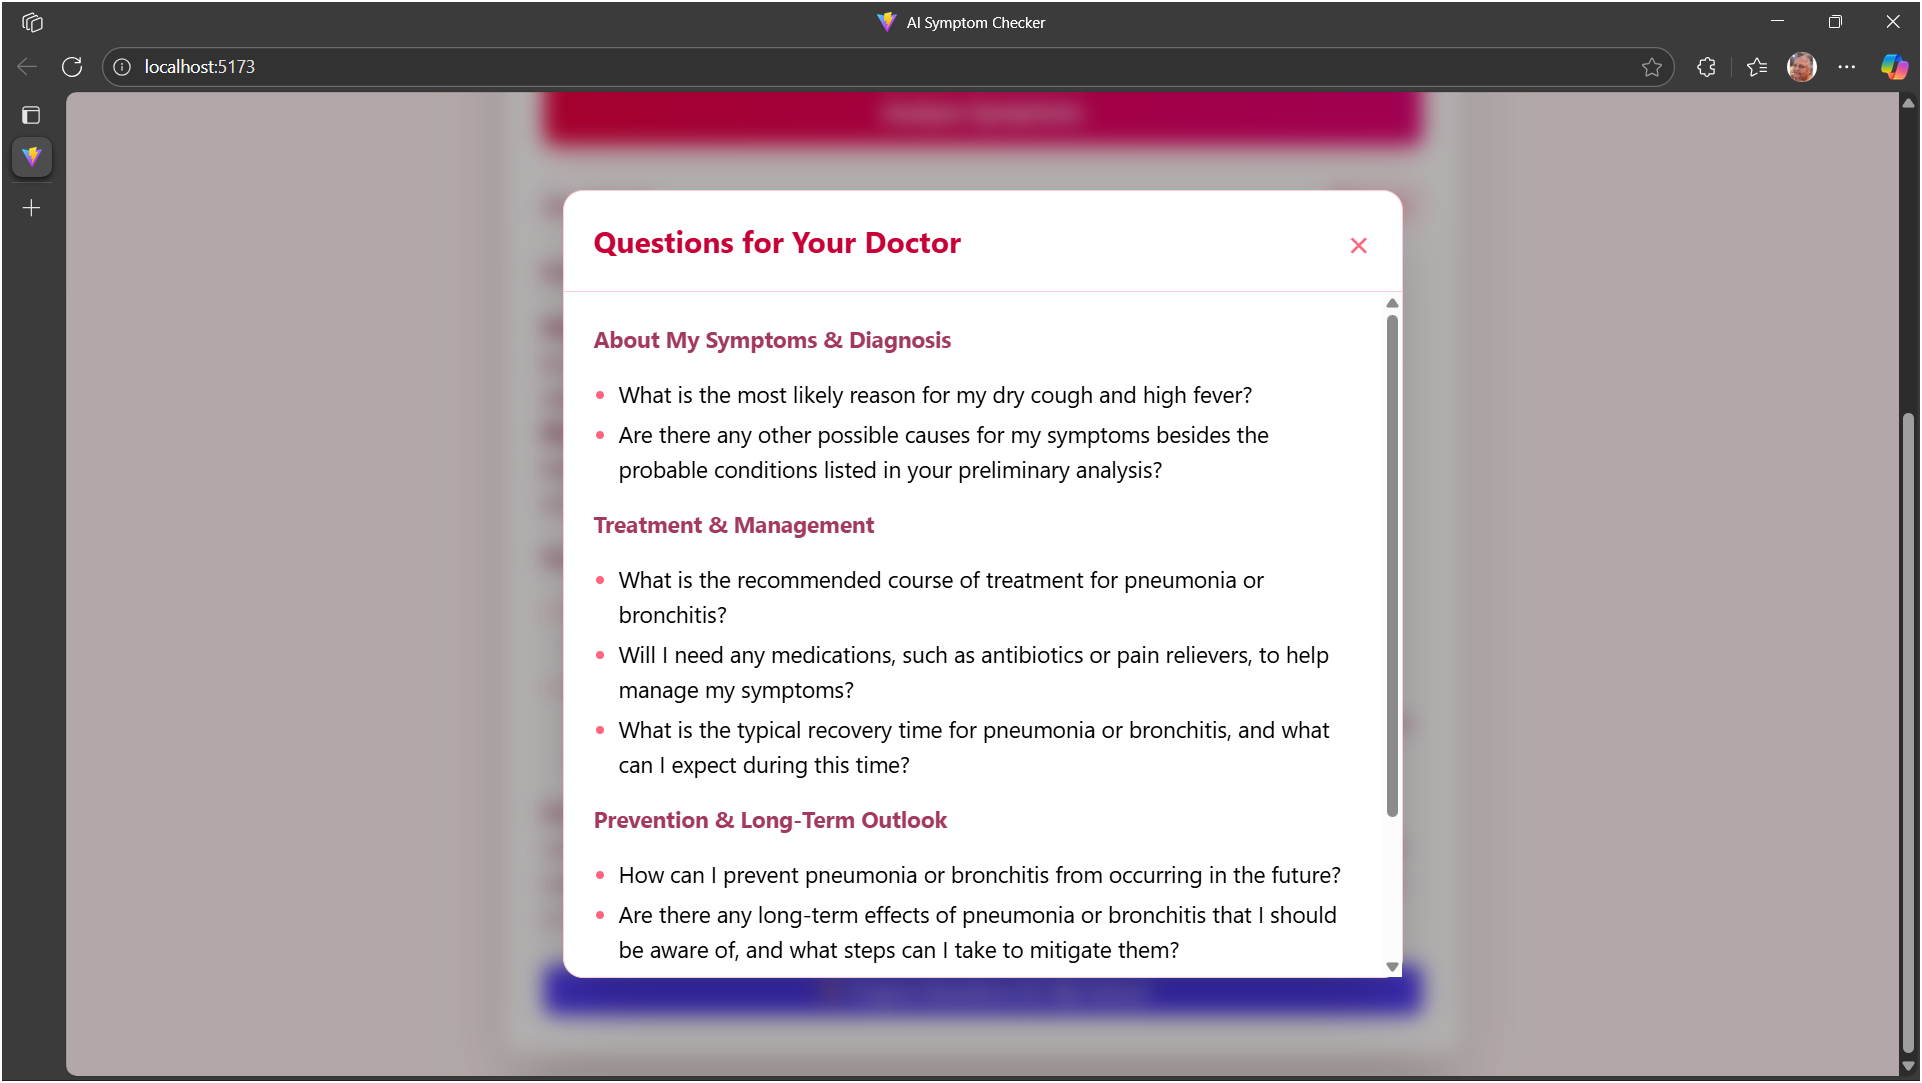 AI Symptom Checker
localhost:5173
Questions for Your Doctor
About My Symptoms & Diagnosis
What is the most likely reason for my dry cough and high fever?
Are there any other possible causes for my symptoms besides the
probable conditions listed in your preliminary analysis?
Treatment & Management
What is the recommended course of treatment for pneumonia or
bronchitis?
Will I need any medications, such as antibiotics or pain relievers, to help
manage my symptoms?
What is the typical recovery time for pneumonia or bronchitis, and what
can I expect during this time?
Prevention & Long-Term Outlook
How can I prevent pneumonia or bronchitis from occurring in the future?
Are there any long-term effects of pneumonia or bronchitis that I should
be aware of, and what steps can I take to mitigate them?